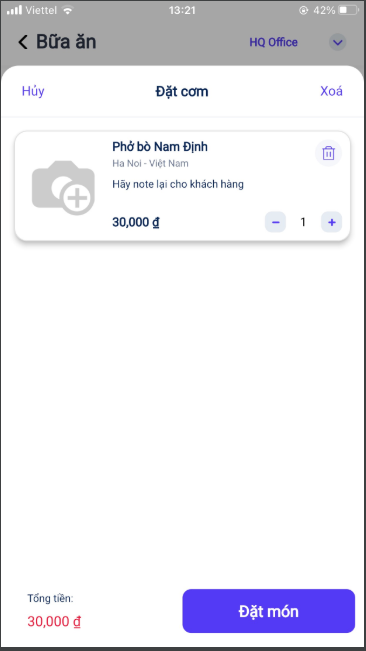 Viettel 13:21 42%
Bữa ăn HQ Office
Hủy Đặt cơm Xoá
Phở bò Nam Định
Ha Noi - Việt Nam
Hãy note lại cho khách hàng
30,000 ₫ − 1 +
Tổng tiền:
30,000 ₫
Đặt món